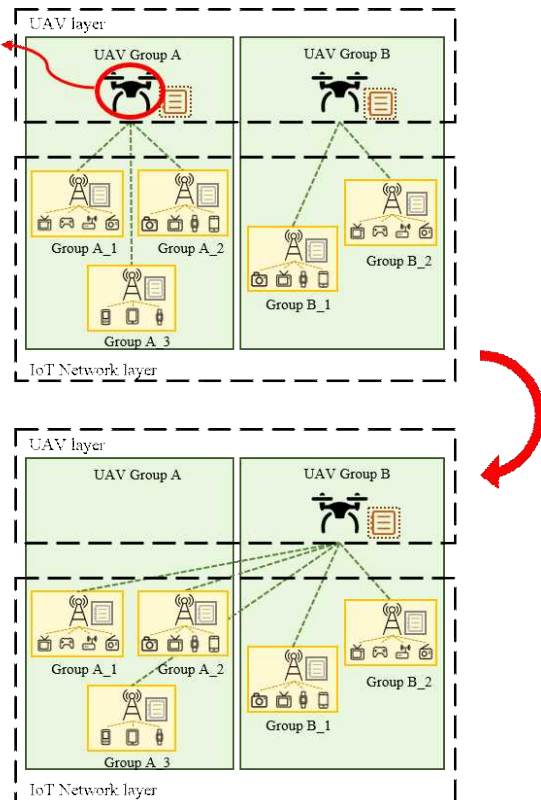 UAV layer
UAV Group A
UAV Group B
Group A_1
Group A_2
Group B_2
Group B_1
Group A_3
IoT Network layer
UAV layer
UAV Group A
UAV Group B
Group A_1
Group A_2
Group B_2
Group B_1
Group A_3
IoT Network layer